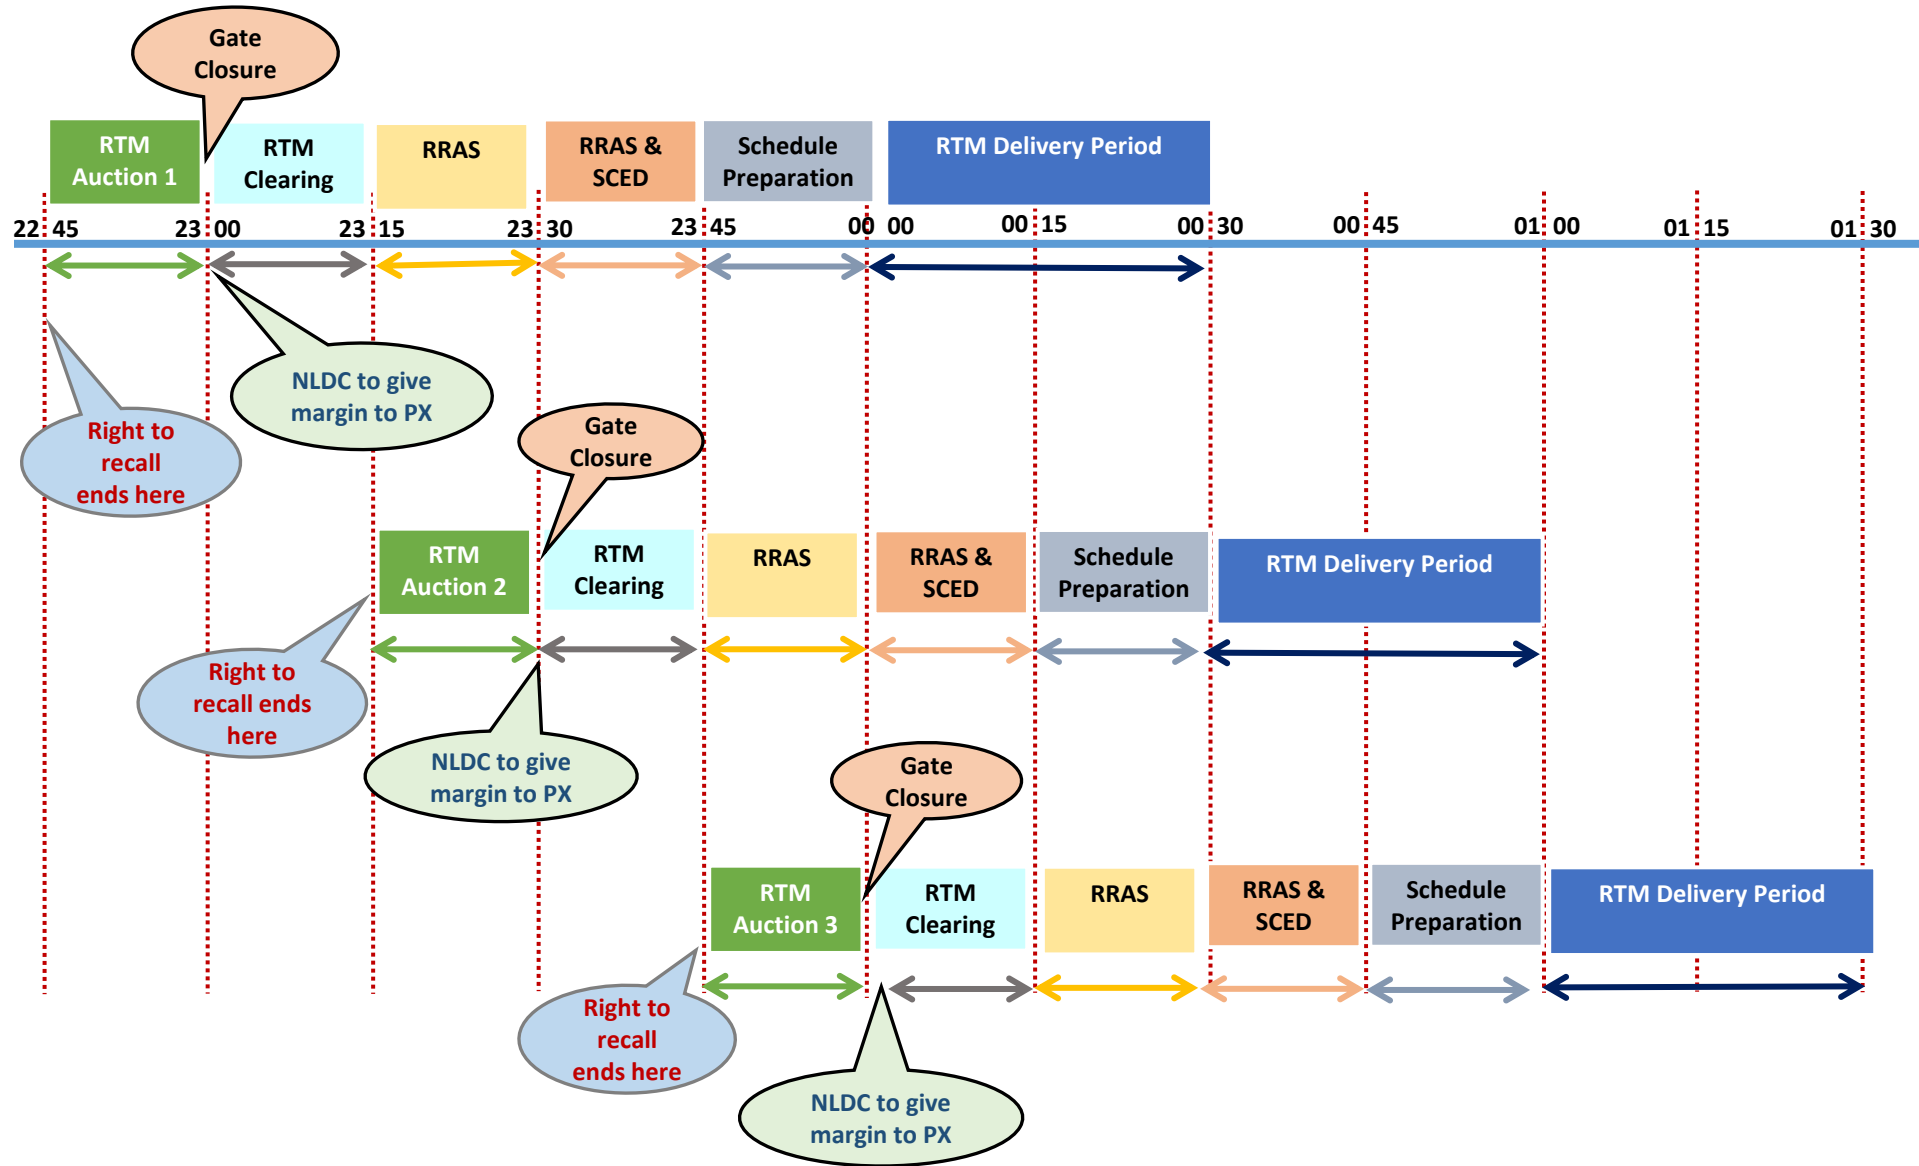 Gate
Closure
RTM
Auction 1
RTM
Clearing
RRAS
RRAS &
SCED
Schedule
Preparation
RTM Delivery Period
22 45
23 00
23 15
23 30
23 45
00 00
00 15
00 30
00 45
01 00
01 15
01 30
NLDC to give
margin to PX
Right to
recall
ends here
Gate
Closure
RTM
Auction 2
RTM
Clearing
RRAS
RRAS &
SCED
Schedule
Preparation
RTM Delivery Period
Right to
recall ends
here
NLDC to give
margin to PX
Gate
Closure
RTM
Auction 3
RTM
Clearing
RRAS
RRAS &
SCED
Schedule
Preparation
RTM Delivery Period
Right to
recall
ends here
NLDC to give
margin to PX